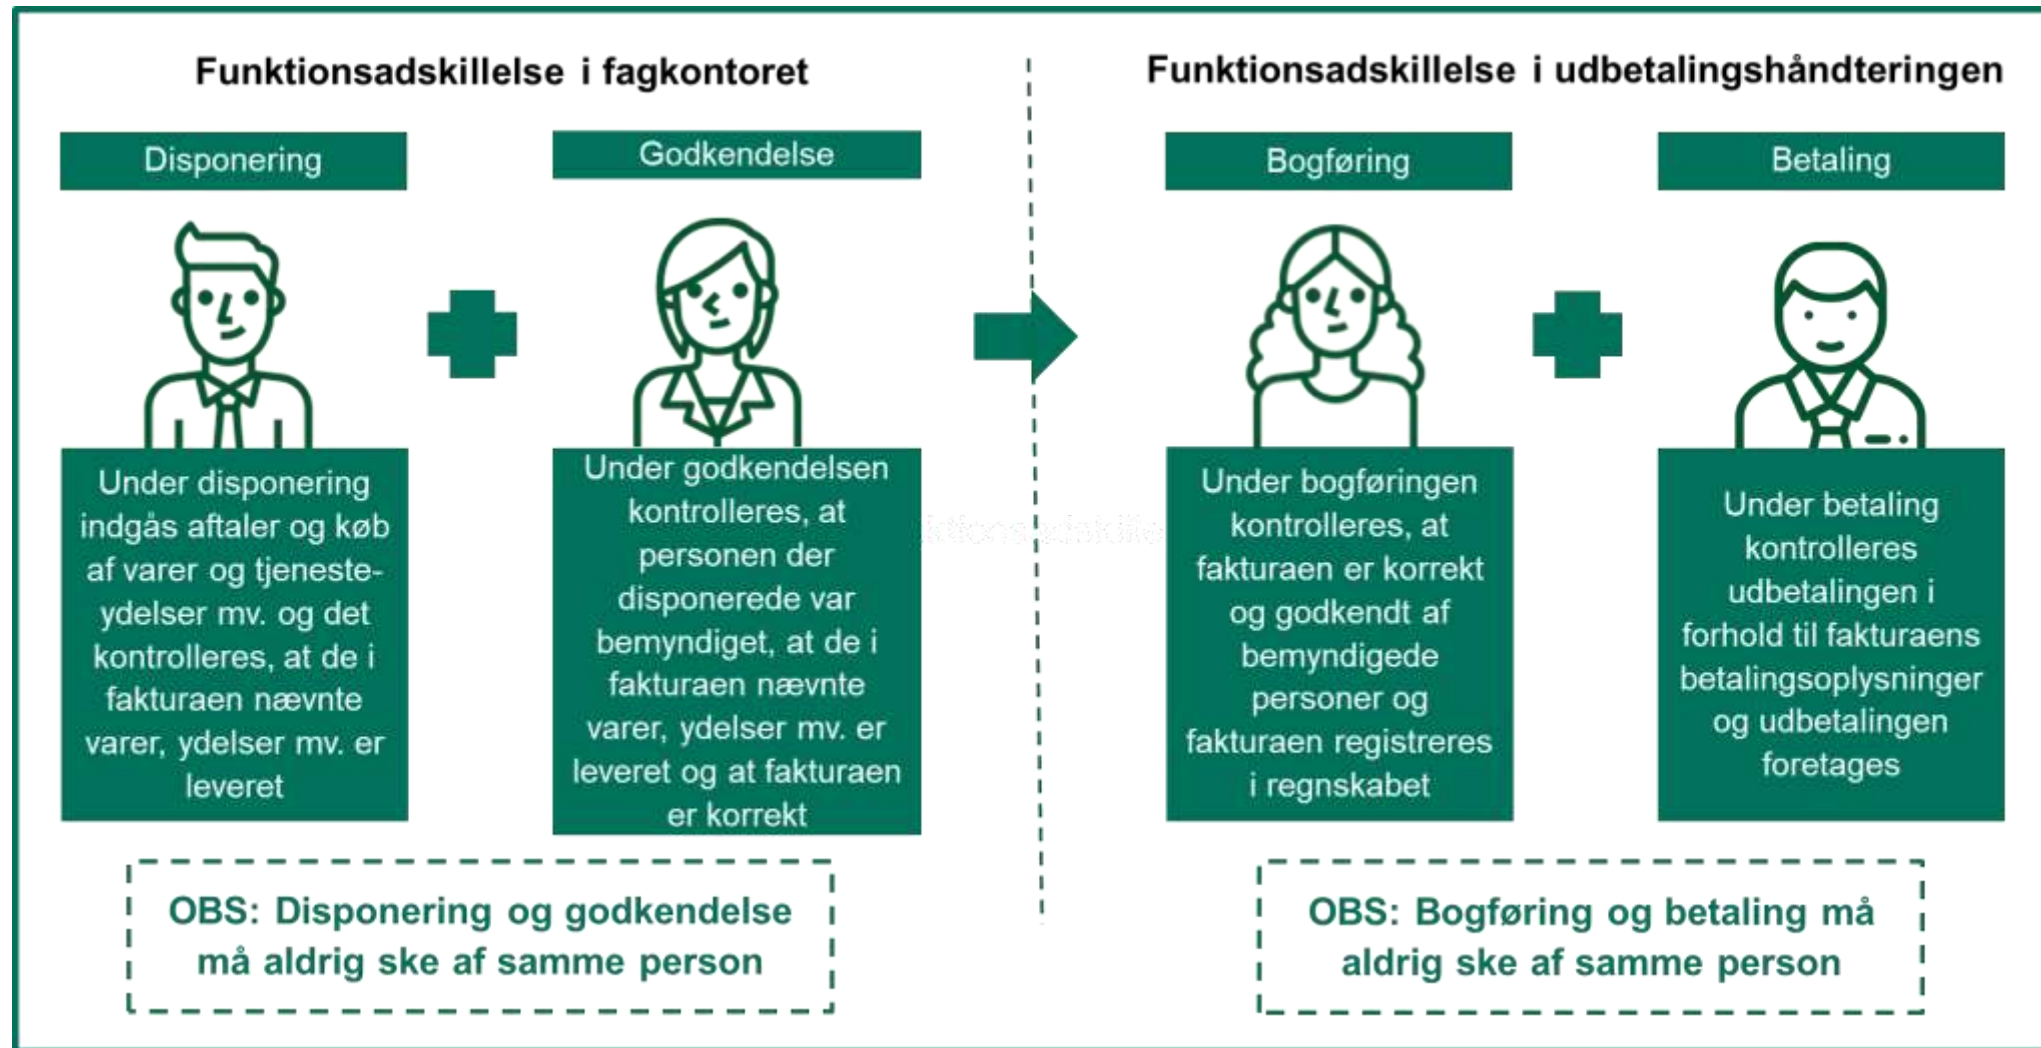 Funktionsadskillelse i fagkontoret
Disponering
Godkendelse
Under disponering
indgås aftaler og køb
af varer og tjeneste-
ydelser mv. og det
kontrolleres, at de i
fakturaen nævnte
varer, ydelser mv. er
leveret
Under godkendelsen
kontrolleres, at
personen der
disponerede var
bemyndiget, at de i
fakturaen nævnte
varer, ydelser mv. er
leveret og at fakturaen
er korrekt
OBS: Disponering og godkendelse
må aldrig ske af samme person
Funktionsadskillelse i udbetalingshåndteringen
Bogføring
Betaling
Under bogføringen
kontrolleres, at
fakturaen er korrekt
og godkendt af
bemyndigede
personer og
fakturaen registreres
i regnskabet
Under betaling
kontrolleres
udbetalingen i
forhold til fakturaens
betalingsoplysninger
og udbetalingen
foretages
OBS: Bogføring og betaling må
aldrig ske af samme person